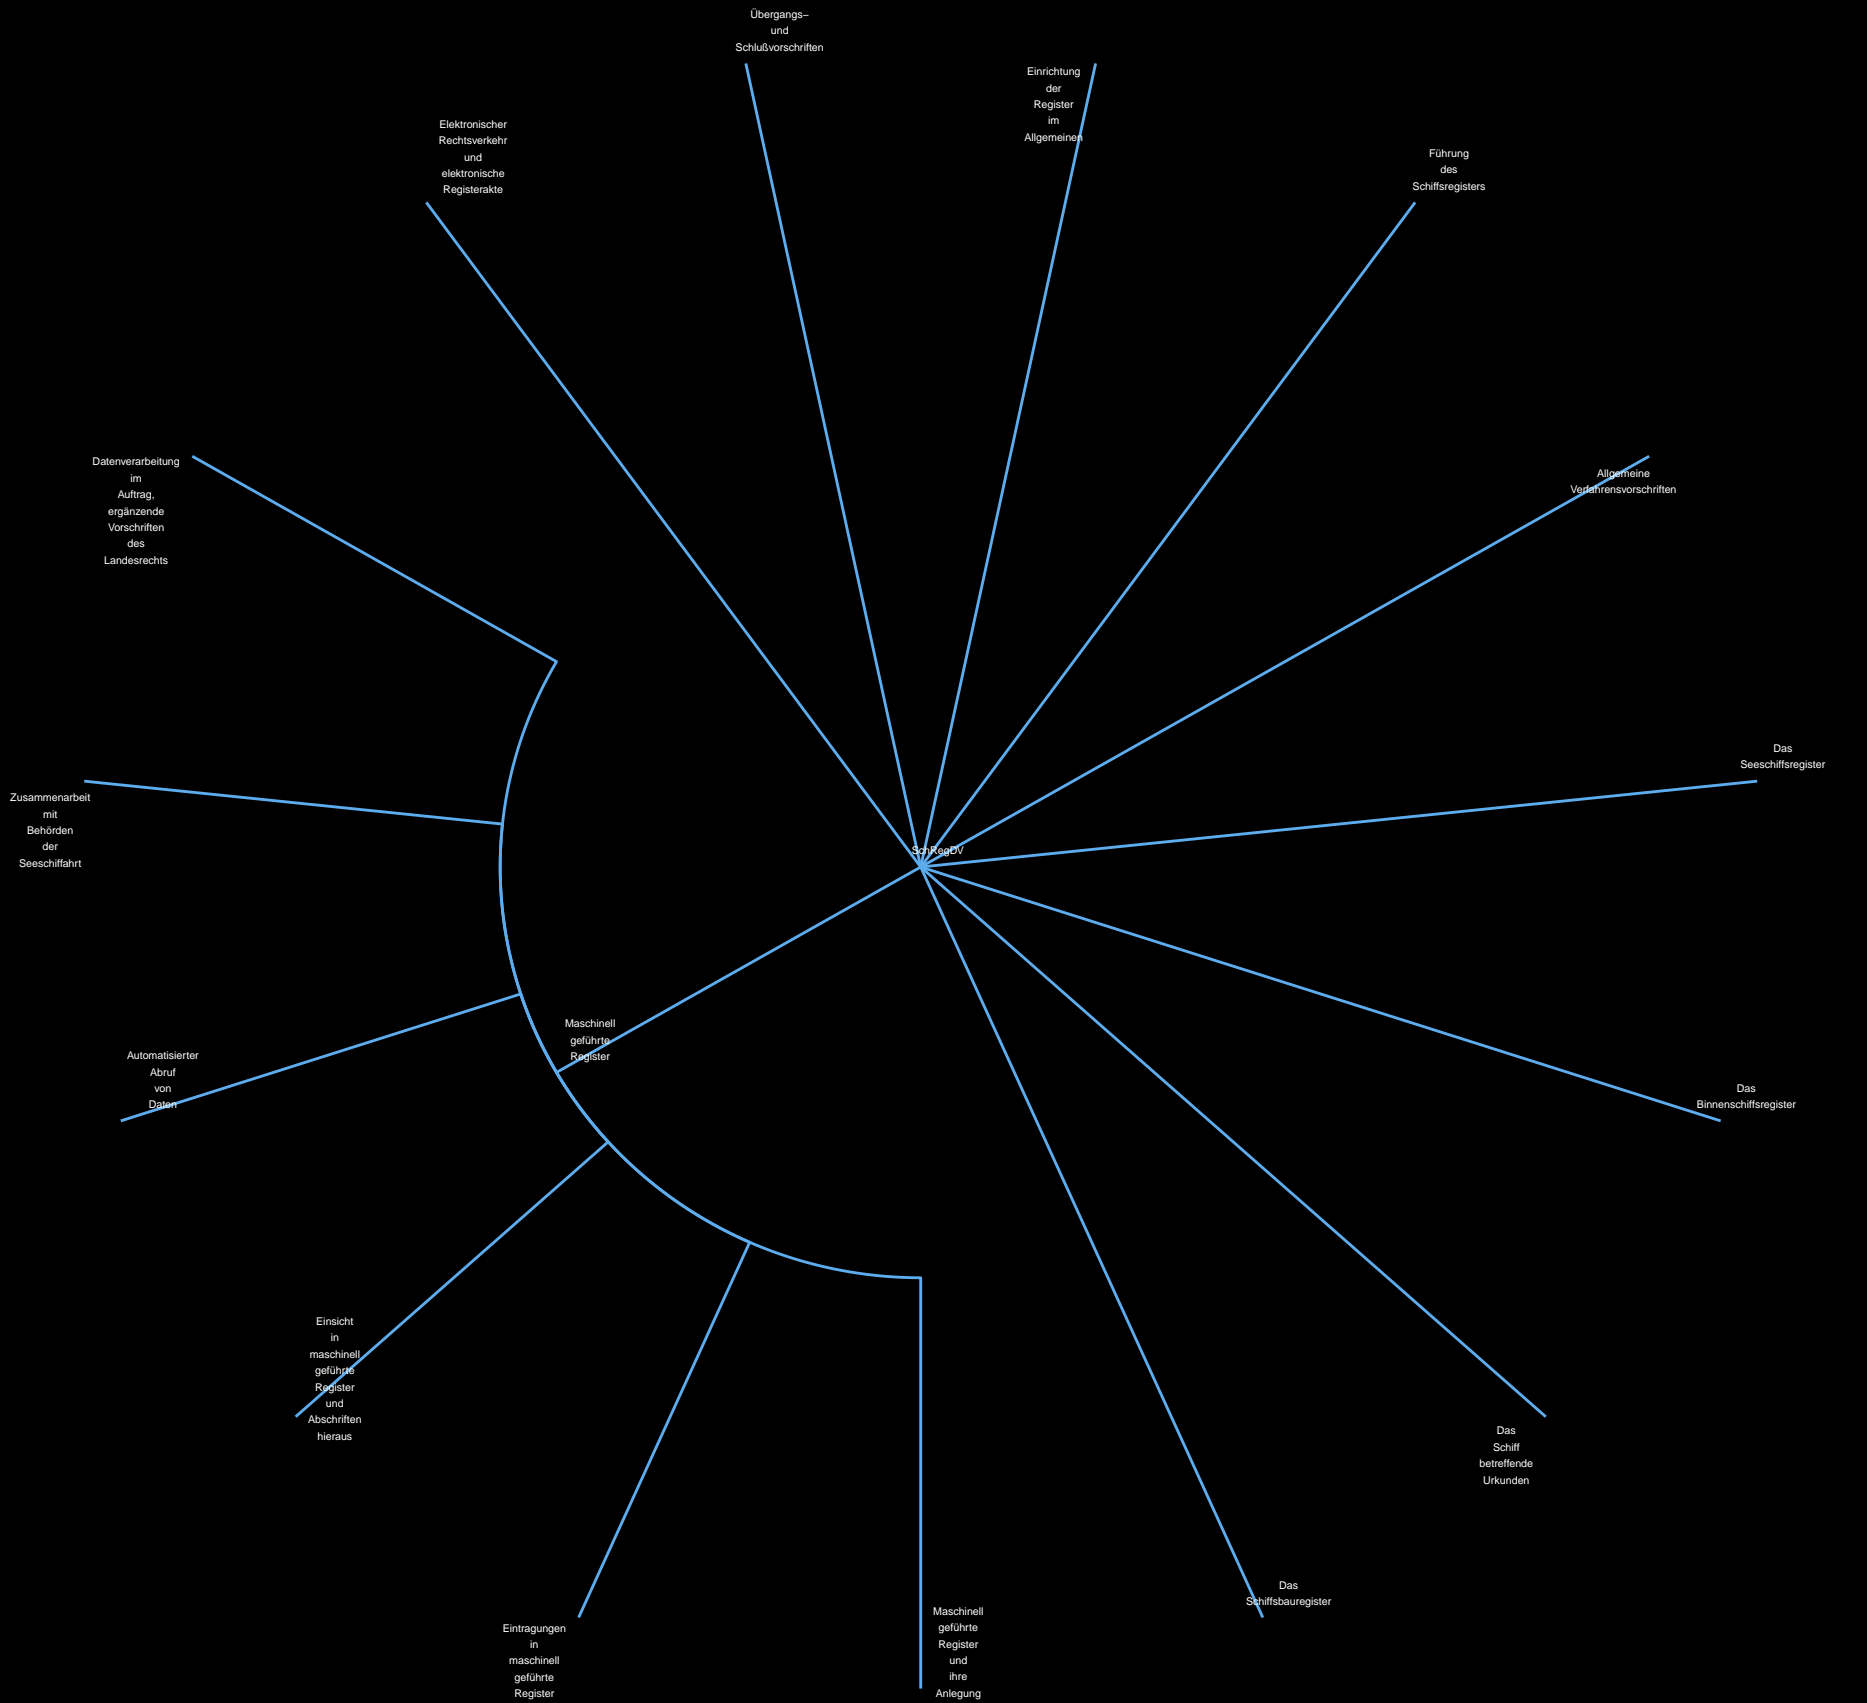 Übergangs–
und
Schlußvorschriften
Einrichtung
der
Register
im
Allgemeinen
Elektronischer
Rechtsverkehr
und
elektronische
Registerakte
Führung
des
Schiffsregisters
Datenverarbeitung
im
Auftrag,
ergänzende
Vorschriften
des
Landesrechts
Allgemeine
Verfahrensvorschriften
Das
Seeschiffsregister
Zusammenarbeit
mit
Behörden
der
Seeschiffahrt
SchRegDV
Maschinell
geführte
Register
Automatisierter
Abruf
von
Daten
Das
Binnenschiffsregister
Einsicht
in
maschinell
geführte
Register
und
Abschriften
hieraus
Das
Schiff
betreffende
Urkunden
Das
Schiffsbauregister
Eintragungen
in
maschinell
geführte
Register
Maschinell
geführte
Register
und
ihre
Anlegung